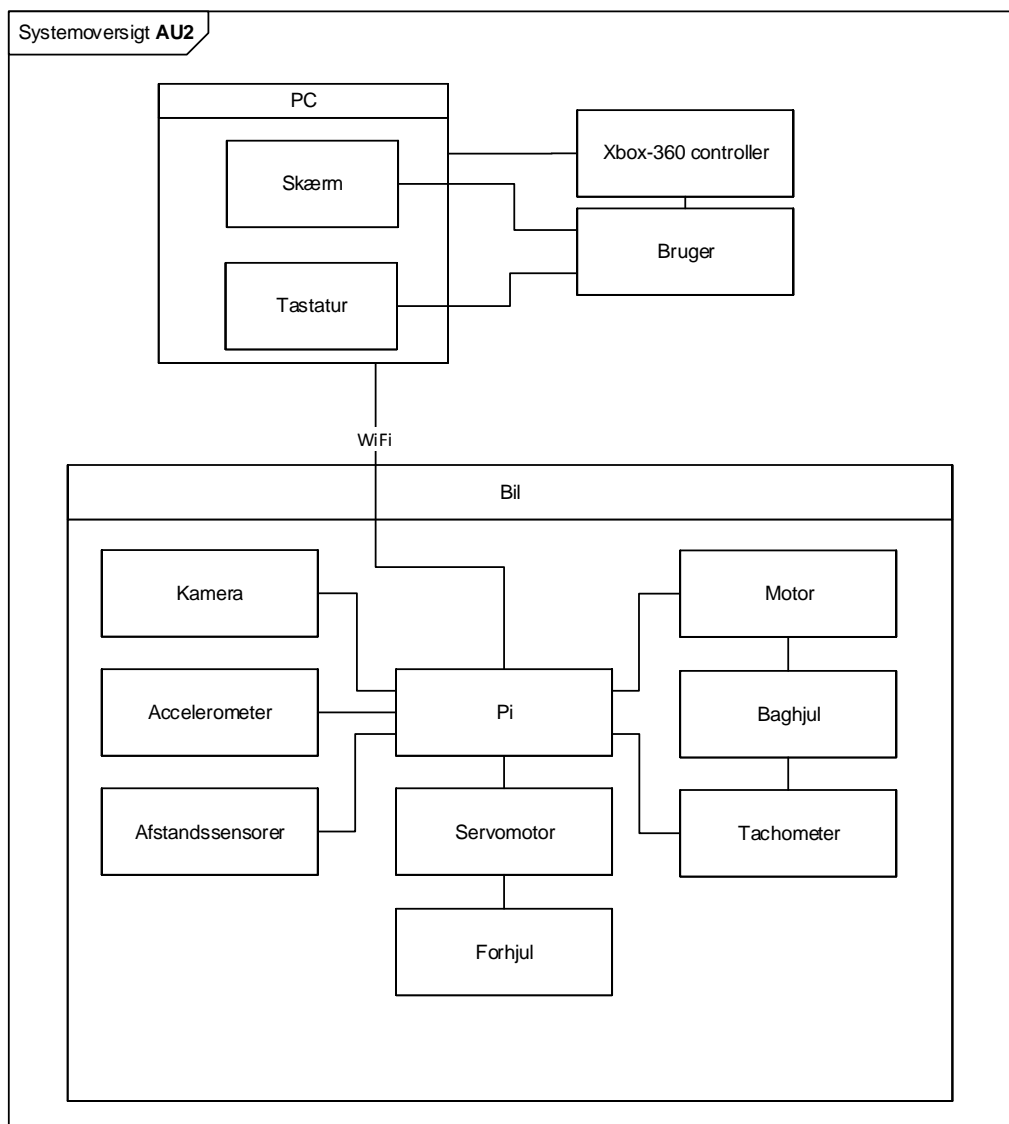 Systemoversigt AU2
PC
Xbox-360 controller
Skærm
Bruger
Tastatur
WiFi
Bil
Kamera
Motor
Accelerometer
Pi
Baghjul
Afstandssensorer
Servomotor
Tachometer
Forhjul